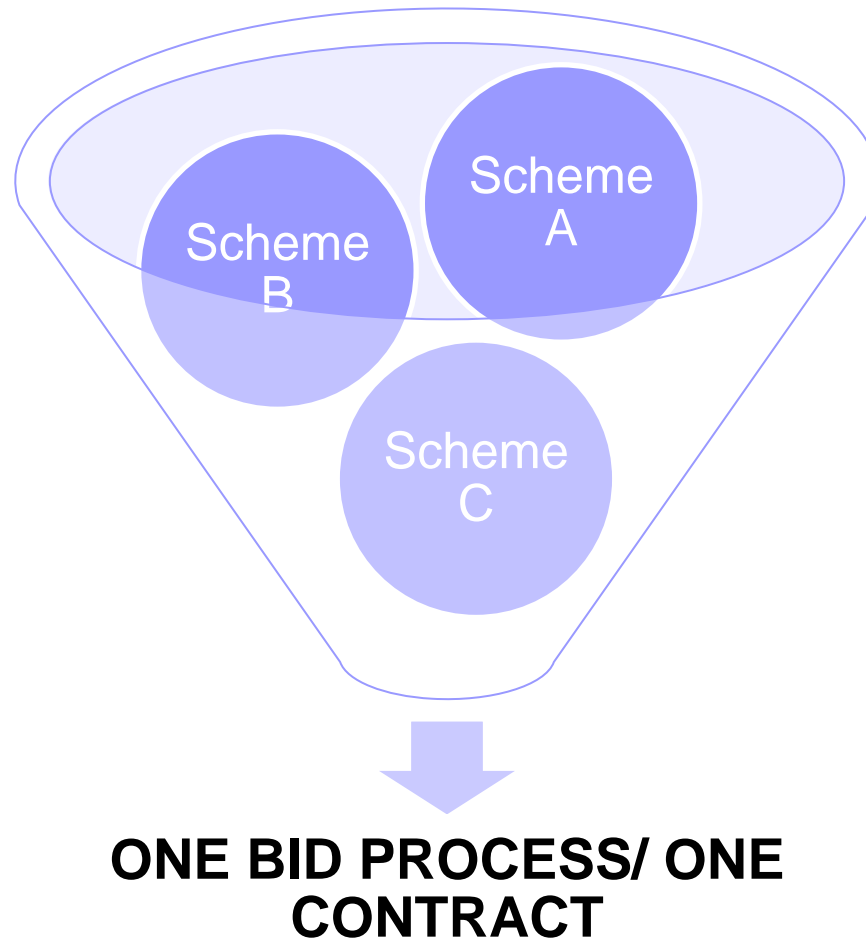 Scheme
A
Scheme
B
Scheme
C
ONE BID PROCESS/ ONE
CONTRACT